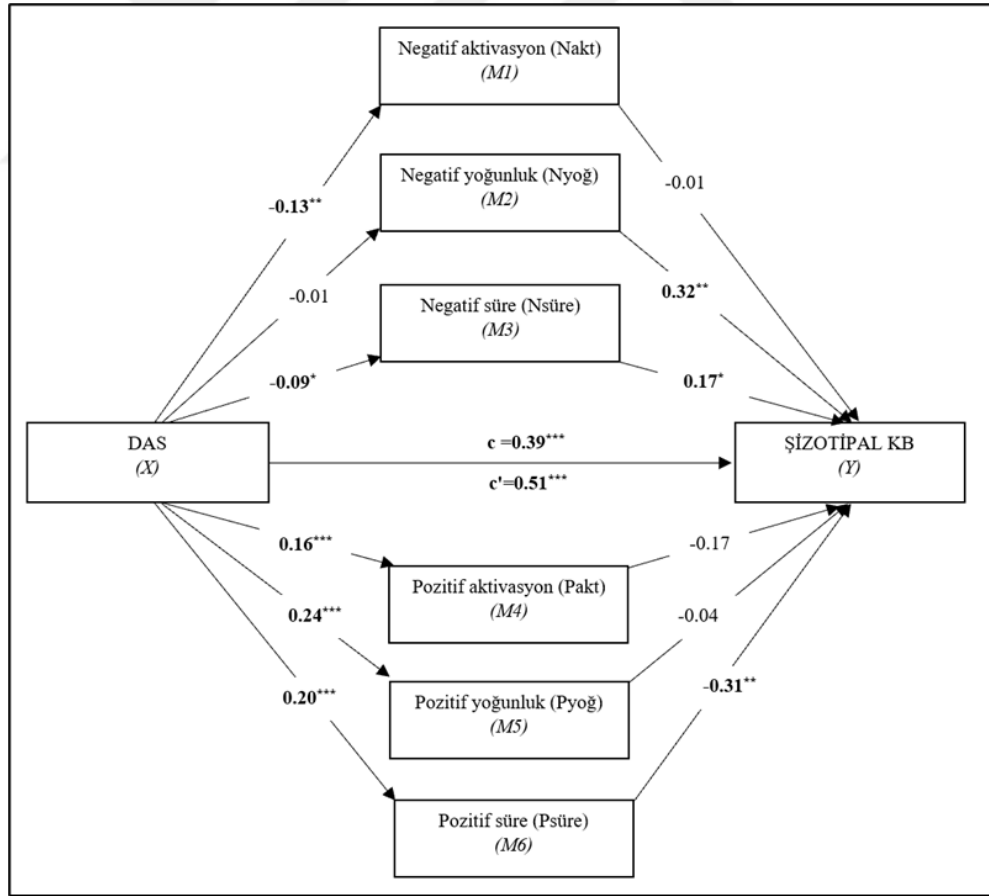 Negatif aktivasyon (Nakt)
(M1)
Negatif yoğunluk (Nyoğ)
(M2)
-0.01
-0.13**
Negatif süre (Nsüre)
(M3)
-0.01
0.32**
-0.09*
0.17*
DAS
(X)
c =0.39***
c'=0.51***
ŞİZOTİPAL KB
(Y)
0.16***
-0.17
Pozitif aktivasyon (Pakt)
(M4)
0.24***
-0.04
Pozitif yoğunluk (Pyoğ)
(M5)
0.20***
-0.31**
Pozitif süre (Psüre)
(M6)